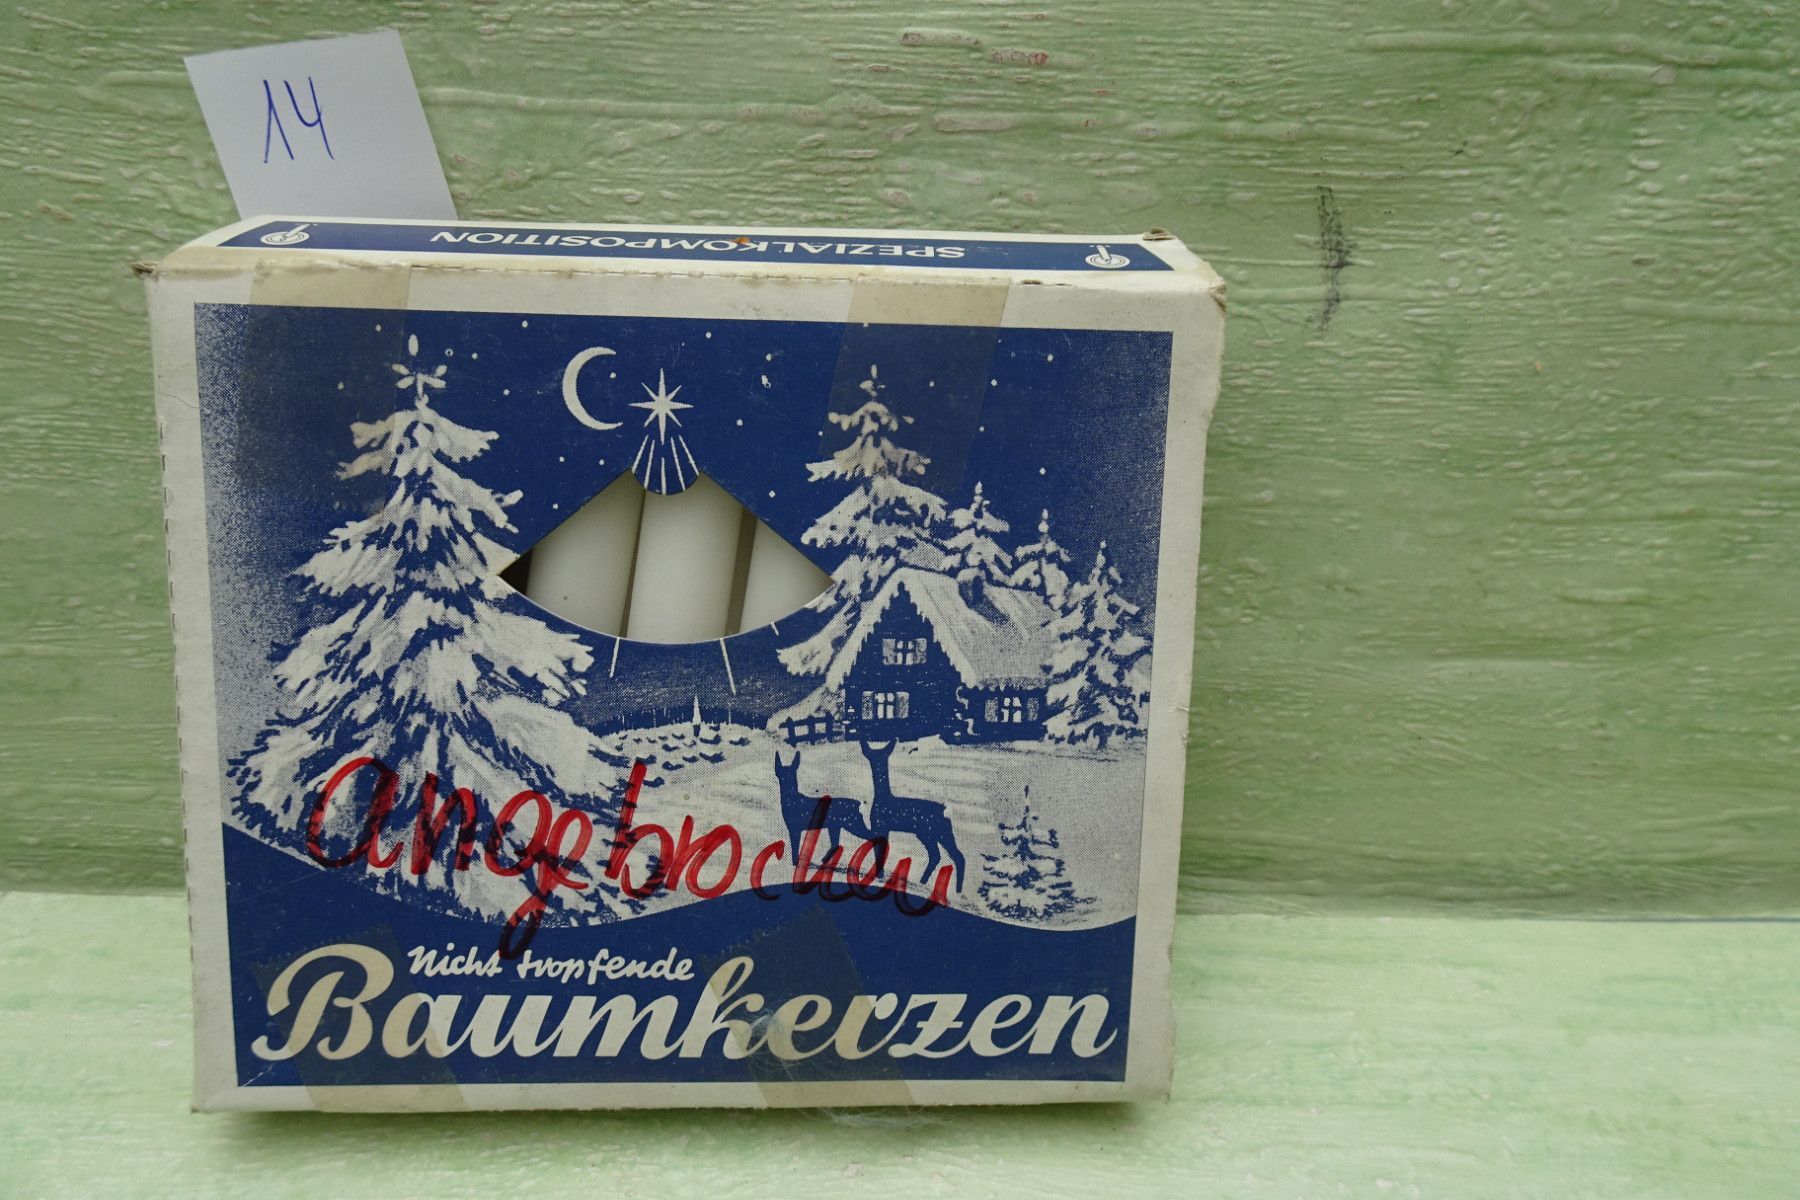 14
SPEZIALKOMPOSITION
angebrochen
Nicht tropfende
Baumkerzen